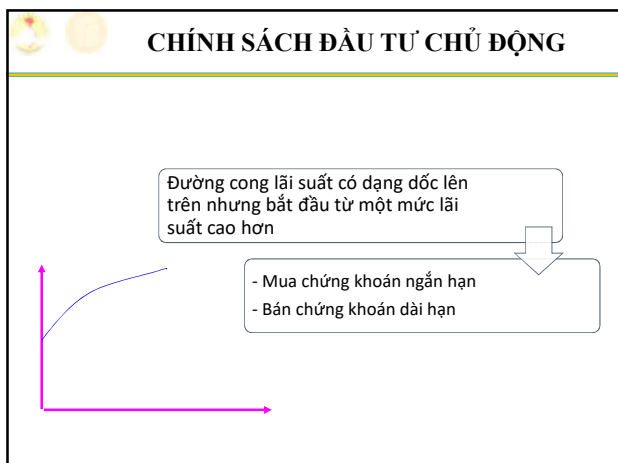 CHÍNH SÁCH ĐẦU TƯ CHỦ ĐỘNG
Đường cong lãi suất có dạng dốc lên
trên nhưng bắt đầu từ một mức lãi
suất cao hơn
- Mua chứng khoán ngắn hạn
- Bán chứng khoán dài hạn